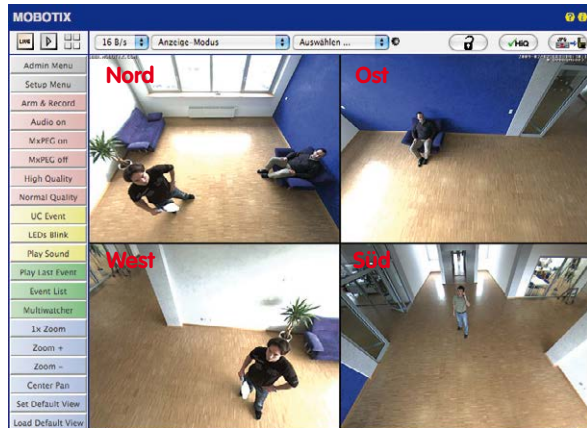 MOBOTIX
LIVE
16 B/s
Anzeige-Modus
Auswählen ...
HiQ
Admin Menu
Setup Menu
Arm & Record
Audio on
MxPEG on
MxPEG off
High Quality
Normal Quality
UC Event
LEDs Blink
Play Sound
Play Last Event
Event List
Multiwatcher
1x Zoom
Zoom +
Zoom -
Center Pan
Set Default View
Load Default View
Nord
Ost
West
Süd